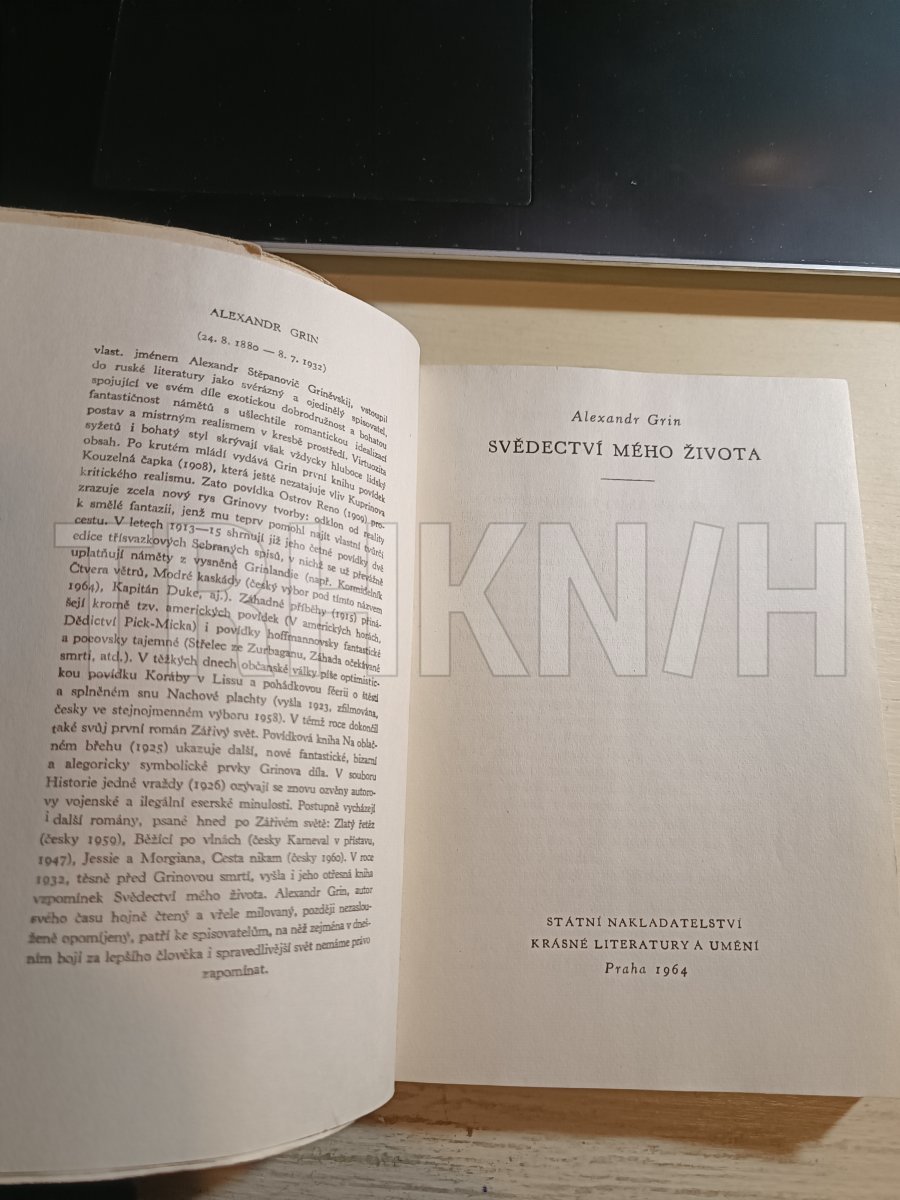 ALEXANDR GRIN
(24. 8. 1880 — 8. 7. 1932)
vlast. jménem Alexandr Stěpanovič Griněvskij, vstoupil
do ruské literatury jako svérázný a ojedinělý spisovatel,
spojující ve svém díle exotickou dobrodružnost a bohatou
fantastičnost námětů s ušlechtile romantickou idealizací
postav a mistrným realismem v kresbě prostředí. Virtuozita
syžetů i bohatý styl skrývají však vždycky hluboce lidský
obsah. Po krutém mládí vydává Grin první knihu povídek
Kouzelná čapka (1908), která ještě nezatajuje vliv Kuprinova
kritického realismu. Zato povídka Ostrov Reno (1909) pro-
zrazuje zcela nový rys Grinovy tvorby: odklon od reality
k smělé fantazii, jenž mu teprv pomohl najít vlastní tvůrčí
cestu. V letech 1913—15 shrnují již jeho četné povídky dvě
edice třísvazkových Sebraných spisů, v nichž se už převážně
uplatňují náměty z vysněné Grinlandie (např. Kormidelník
Čtvera větrů, Modré kaskády (český výbor pod tímto názvem
1964), Kapitán Duke, aj.). Záhadné příběhy (1915) přiná-
šejí kromě tzv. amerických povídek (V amerických horách,
Dědictví Pick-Micka) i povídky hoffmannovsky fantastické
a poeovsky tajemné (Střelec ze Zurbaganu, Záhada očekávané
smrti, atd.). V těžkých dnech občanské války píše optimistic-
kou povídku Koráby v Lissu a pohádkovou féerii o štěstí
a splněném snu Nachové plachty (vyšla 1923, zfilmována,
česky ve stejnojmenném výboru 1958). V témž roce dokončil
také svůj první román Zářivý svět. Povídková kniha Na oblač-
ném břehu (1925) ukazuje další, nové fantastické, bizarní
a alegoricky symbolické prvky Grinova díla. V souboru
Historie jedné vraždy (1926) ozývají se znovu ozvěny autoro-
vy vojenské a ilegální eserské minulosti. Postupně vycházejí
i další romány, psané hned po Zářivém světě: Zlatý řetěz
(česky 1959), Běžící po vlnách (česky Karneval v přístavu,
1947), Jessie a Morgiana, Cesta nikam (česky 1960). V roce
1932, těsně před Grinovou smrtí, vyšla i jeho otřesná kniha
vzpomínek Svědectví mého života. Alexandr Grin, autor
svého času hojně čtený a vřele milovaný, později nezaslou-
ženě opomíjený, patří ke spisovatelům, na něž zejména v dneš-
ním boji za lepšího člověka i spravedlivější svět nemáme právo
zapomínat.
Alexandr Grin
SVĚDECTVÍ MÉHO ŽIVOTA
STÁTNÍ NAKLADATELSTVÍ
KRÁSNÉ LITERATURY A UMĚNÍ
Praha 1964